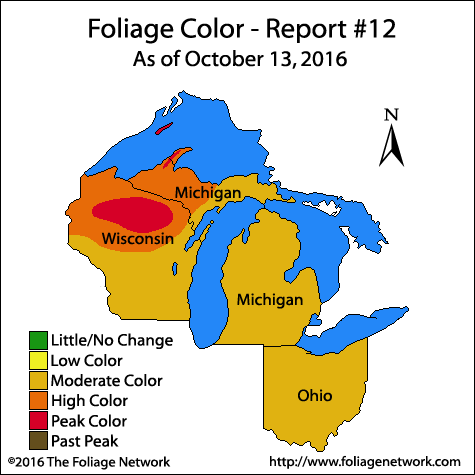 Foliage Color - Report #12
As of October 13, 2016
N
Michigan
Wisconsin
Michigan
Ohio
Little/No Change
Low Color
Moderate Color
High Color
Peak Color
Past Peak
©2016 The Foliage Network
http://www.foliagenetwork.com